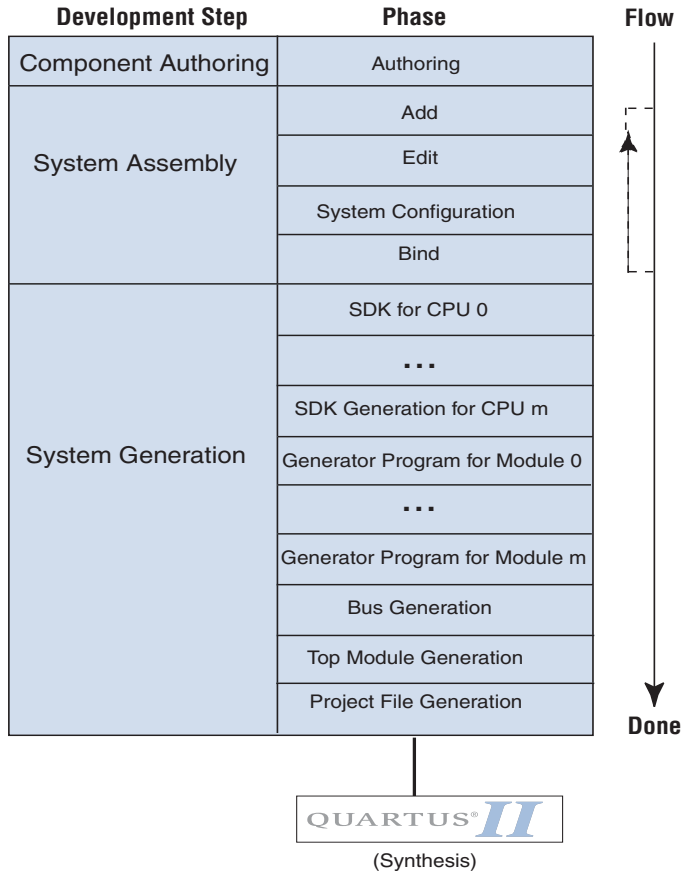 Development Step Phase Flow
Component Authoring Authoring
Add
System Assembly Edit
System Configuration
Bind
SDK for CPU 0
...
SDK Generation for CPU m
System Generation Generator Program for Module 0
...
Generator Program for Module m
Bus Generation
Top Module Generation
Project File Generation
Done
QUARTUS® II
(Synthesis)